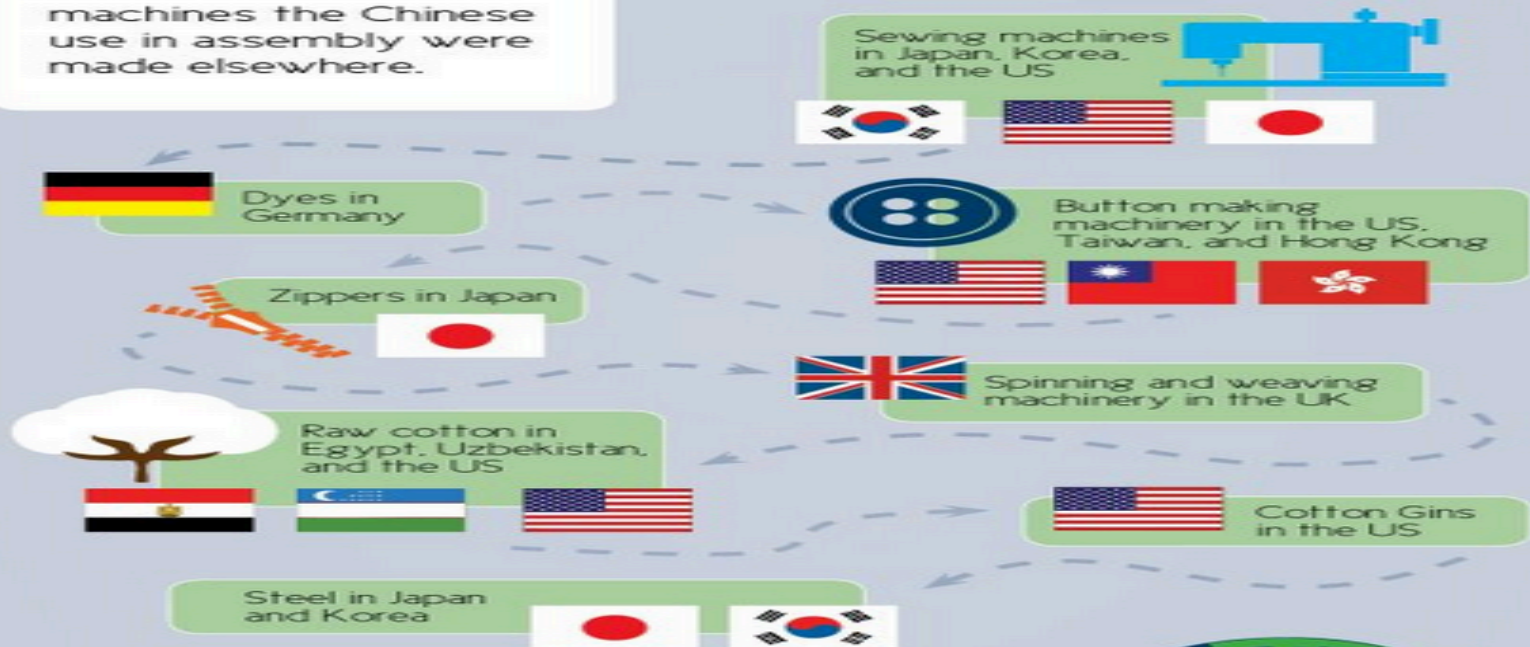 machines the Chinese
use in assembly were
made elsewhere.
Sewing machines
in Japan, Korea,
and the US
Dyes in
Germany
Button making
machinery in the US,
Taiwan, and Hong Kong
Zippers in Japan
Spinning and weaving
machinery in the UK
Raw cotton in
Egypt, Uzbekistan,
and the US
Cotton Gins
in the US
Steel in Japan
and Korea